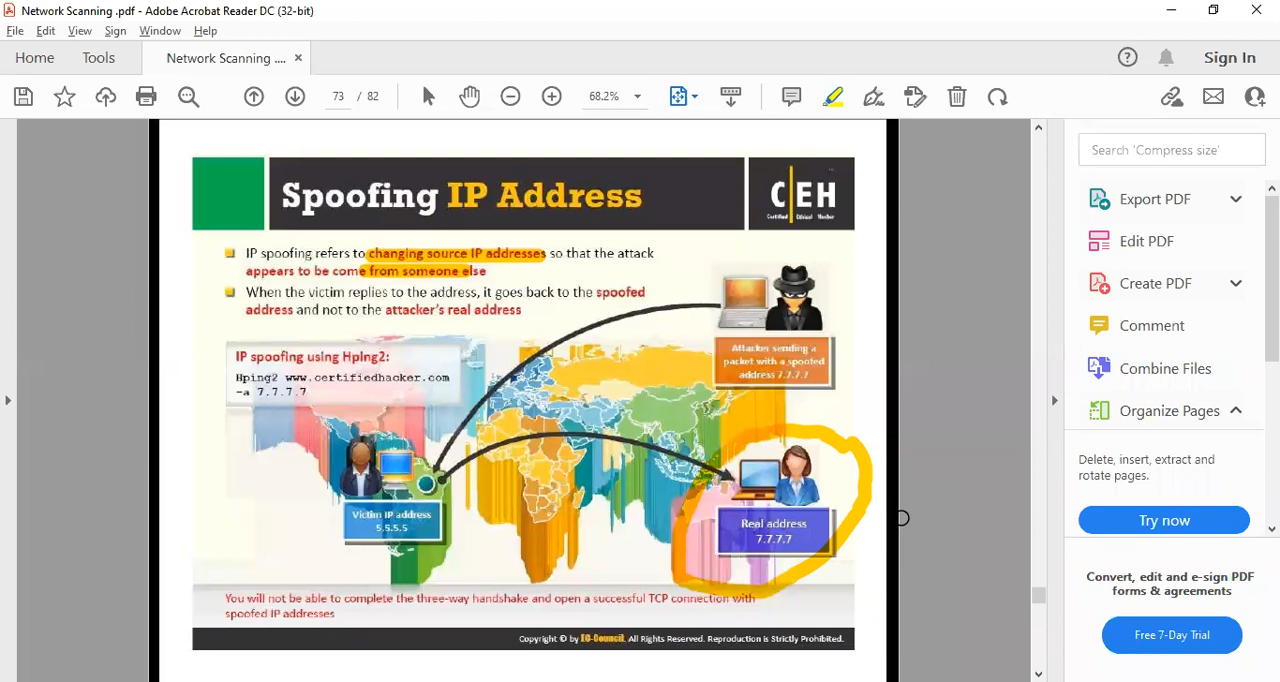 Network Scanning .pdf - Adobe Acrobat Reader DC (32-bit)
File Edit View Sign Window Help
Home Tools Network Scanning .... × Sign In
73 / 82 68.2%
Spoofing IP Address
C|EH
Certified Ethical Hacker
IP spoofing refers to changing source IP addresses so that the attack
appears to be come from someone else
When the victim replies to the address, it goes back to the spoofed
address and not to the attacker's real address
IP spoofing using Hping2:
Hping2 www.certifiedhacker.com
-a 7.7.7.7
Attacker sending a
packet with a spoofed
address 7.7.7.7
Victim IP address
5.5.5.5
Real address
7.7.7.7
You will not be able to complete the three-way handshake and open a successful TCP connection with
spoofed IP addresses
Copyright © by EC-Council. All Rights Reserved. Reproduction is Strictly Prohibited.
Search 'Compress size'
Export PDF
Edit PDF
Create PDF
Comment
Combine Files
Organize Pages
Delete, insert, extract and
rotate pages.
Try now
Convert, edit and e-sign PDF
forms & agreements
Free 7-Day Trial